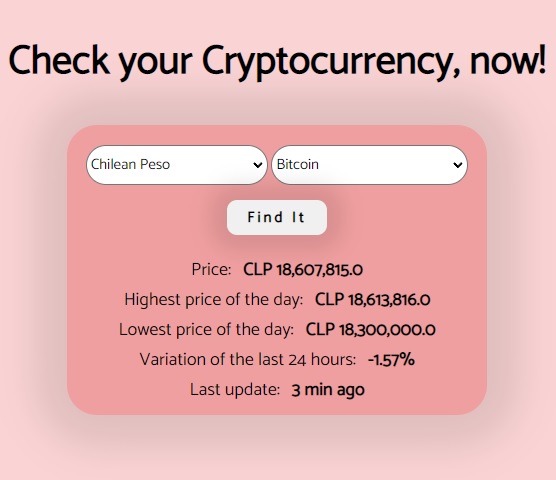 Check your Cryptocurrency, now!
Chilean Peso Bitcoin
Find It
Price: CLP 18,607,815.0
Highest price of the day: CLP 18,613,816.0
Lowest price of the day: CLP 18,300,000.0
Variation of the last 24 hours: -1.57%
Last update: 3 min ago